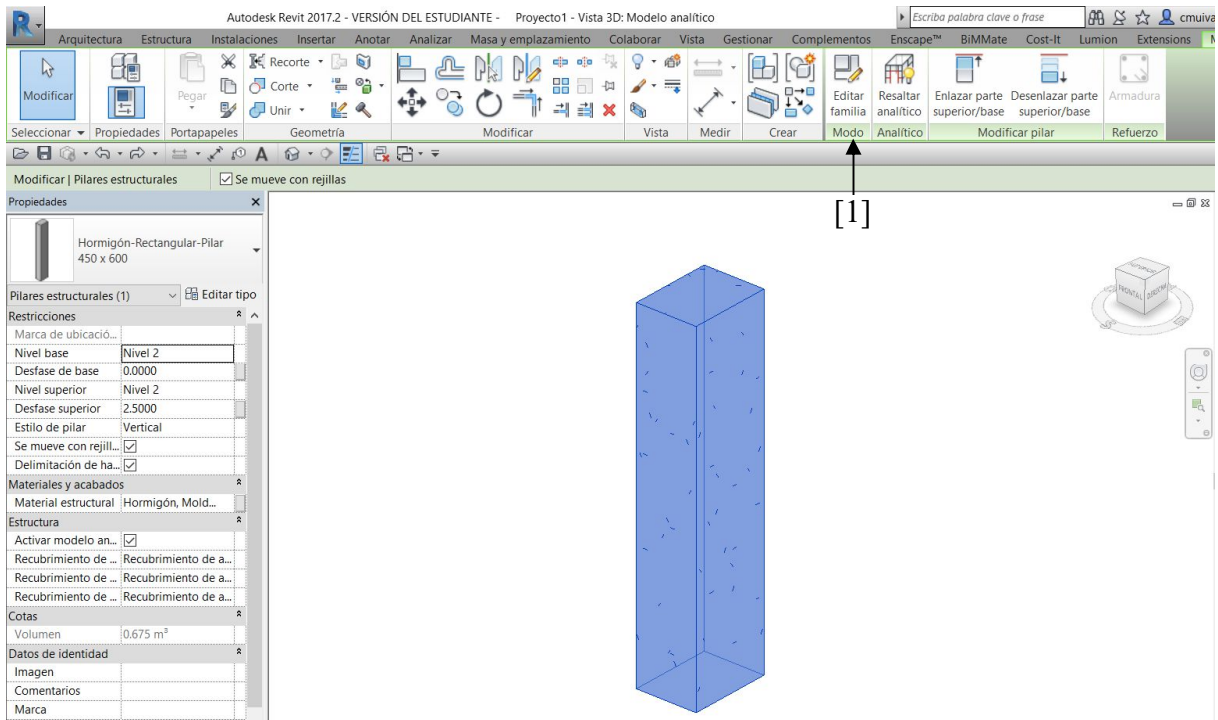 Autodesk Revit 2017.2 - VERSIÓN DEL ESTUDIANTE - Proyecto1 - Vista 3D: Modelo analítico
Escriba palabra clave o frase
cmuiva
Arquitectura Estructura Instalaciones Insertar Anotar Analizar Masa y emplazamiento Colaborar Vista Gestionar Complementos Enscape™ BiMMate Cost-It Lumion Extensions
Modificar
Pegar
Recorte
Corte
Unir
Editar familia
Resaltar analítico
Enlazar parte superior/base
Desenlazar parte superior/base
Armadura
Seleccionar Propiedades Portapapeles Geometría Modificar Vista Medir Crear Modo Analítico Modificar pilar Refuerzo
Modificar | Pilares estructurales Se mueve con rejillas
Propiedades
[1]
Hormigón-Rectangular-Pilar
450 x 600
Pilares estructurales (1) Editar tipo
Restricciones
Marca de ubicació...
Nivel base Nivel 2
Desfase de base 0.0000
Nivel superior Nivel 2
Desfase superior 2.5000
Estilo de pilar Vertical
Se mueve con rejill...
Delimitación de ha...
Materiales y acabados
Material estructural Hormigón, Mold...
Estructura
Activar modelo an...
Recubrimiento de ... Recubrimiento de a...
Recubrimiento de ... Recubrimiento de a...
Recubrimiento de ... Recubrimiento de a...
Cotas
Volumen 0.675 m³
Datos de identidad
Imagen
Comentarios
Marca
FRONTAL